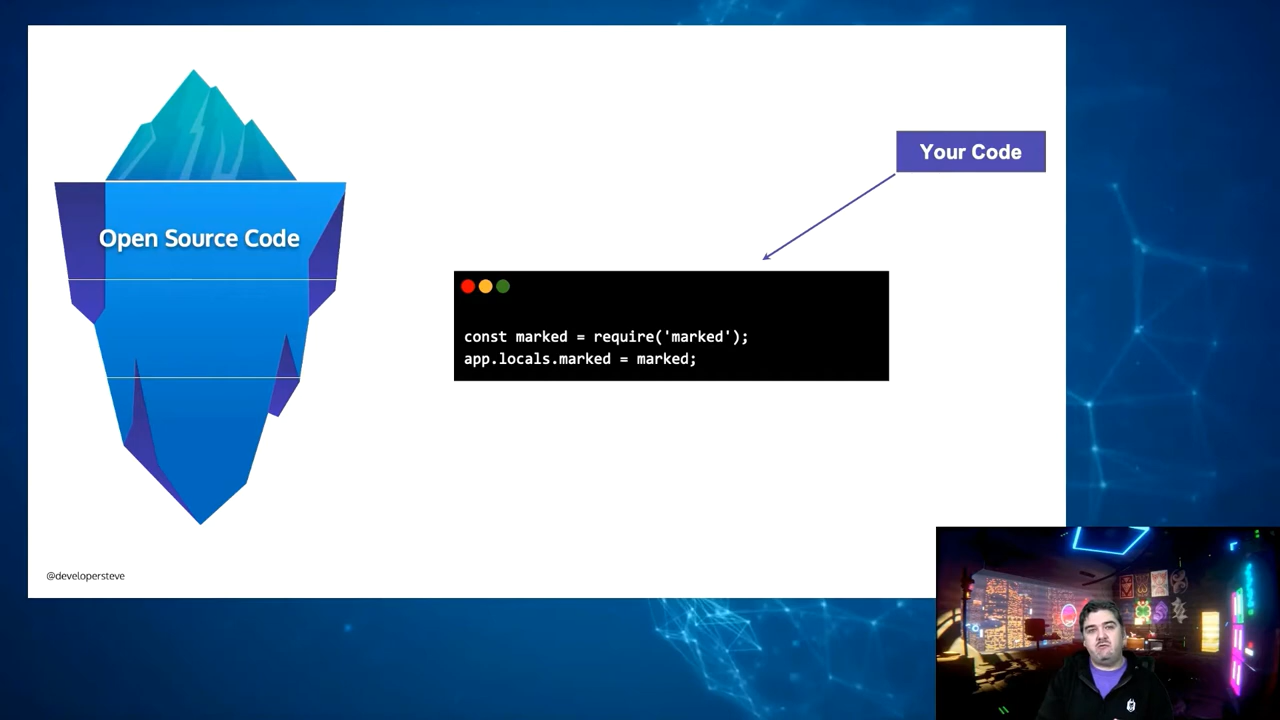 Your Code
Open Source Code
const marked = require('marked');
app.locals.marked = marked;
@developersteve